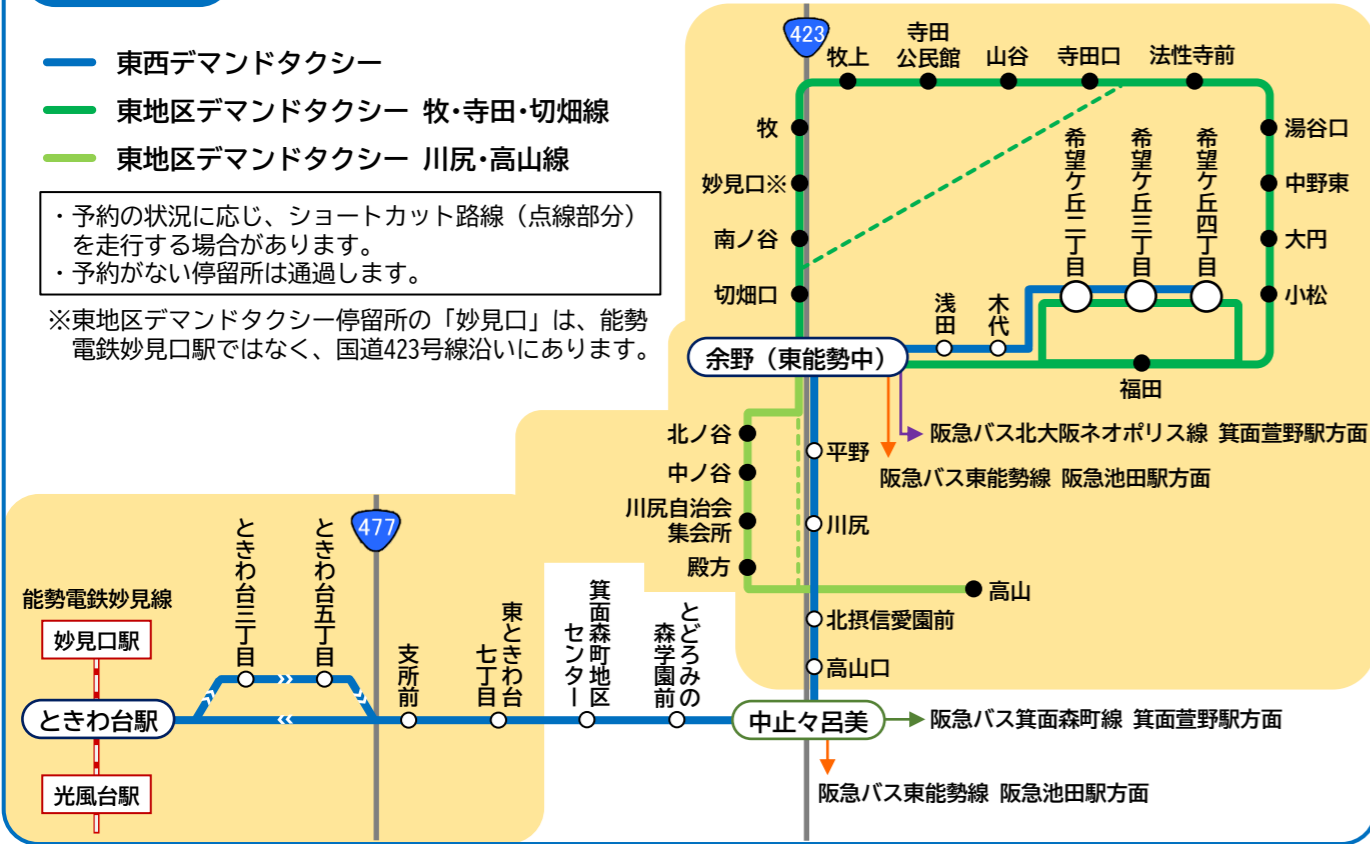 東西デマンドタクシー
東地区デマンドタクシー 牧・寺田・切畑線
東地区デマンドタクシー 川尻・高山線
・予約の状況に応じ、ショートカット路線（点線部分）
を走行する場合があります。
・予約がない停留所は通過します。
※東地区デマンドタクシー停留所の「妙見口」は、能勢
電鉄妙見口駅ではなく、国道423号線沿いにあります。
423
牧上
寺田
公民館
山谷
寺田口
法性寺前
牧
妙見口※
南ノ谷
切畑口
湯谷口
中野東
大円
小松
希望ケ丘二丁目
希望ケ丘三丁目
希望ケ丘四丁目
浅田
木代
余野（東能勢中）
福田
阪急バス北大阪ネオポリス線 箕面萱野駅方面
阪急バス東能勢線 阪急池田駅方面
北ノ谷
中ノ谷
川尻自治会
集会所
殿方
平野
川尻
高山
北摂信愛園前
高山口
477
能勢電鉄妙見線
妙見口駅
ときわ台駅
光風台駅
ときわ台三丁目
ときわ台五丁目
支所前
東ときわ台
七丁目
箕面森町地区
センター
とどろみの
森学園前
中止々呂美
阪急バス箕面森町線 箕面萱野駅方面
阪急バス東能勢線 阪急池田駅方面